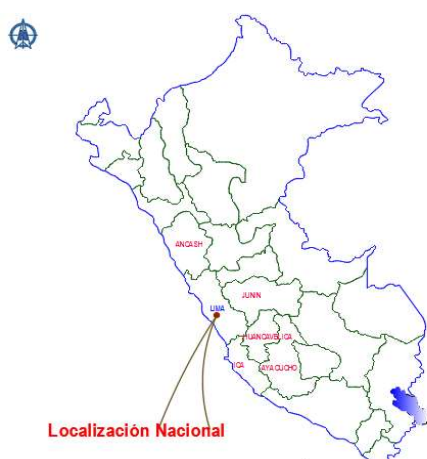 ANCASH
JUNIN
LIMA
HUANCAVELICA
ICA
AYACUCHO
Localización Nacional